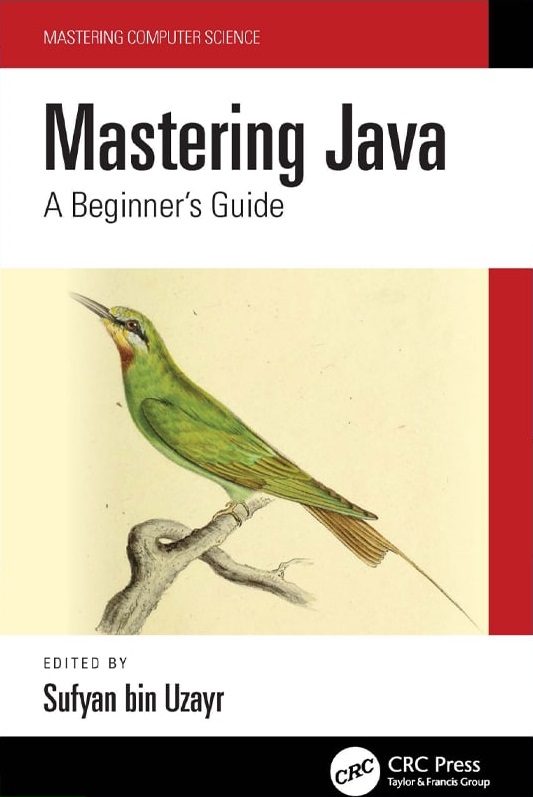 MASTERING COMPUTER SCIENCE
Mastering Java
A Beginner's Guide
EDITED BY
Sufyan bin Uzayr
CRC
CRC Press
Taylor & Francis Group